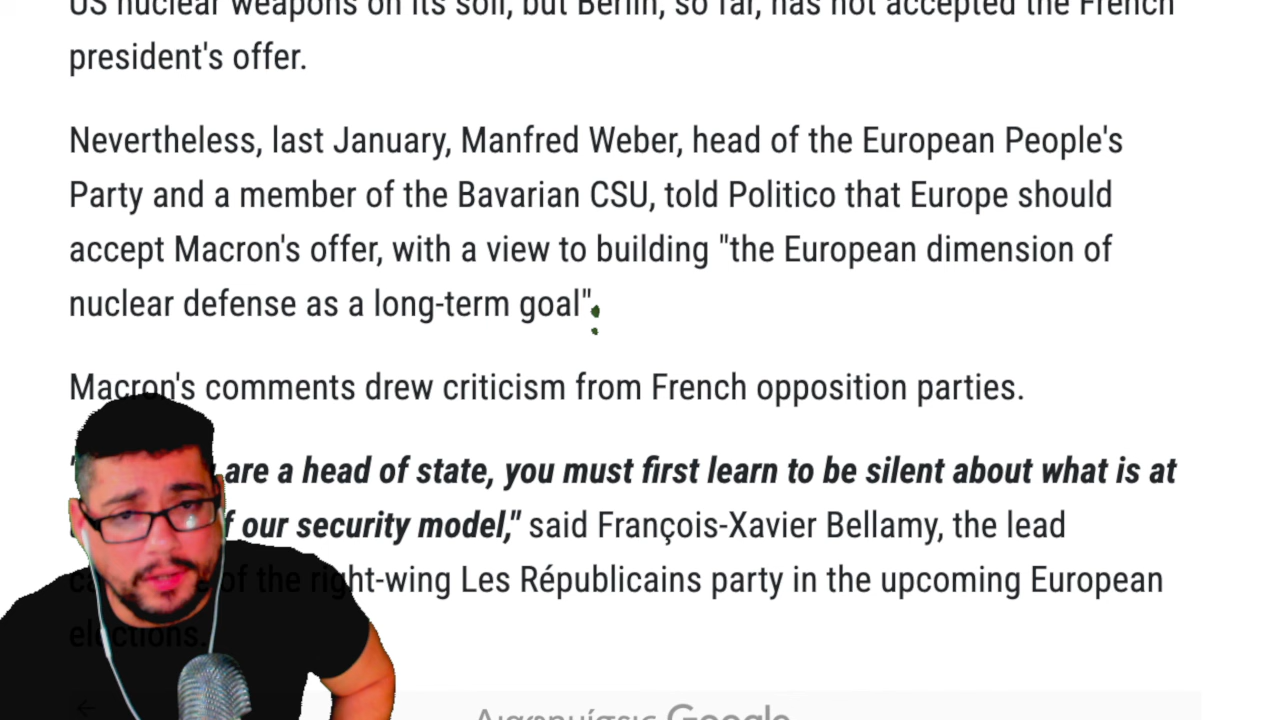 US nuclear weapons on its soil, but Berlin, so far, has not accepted the French
president's offer.
Nevertheless, last January, Manfred Weber, head of the European People's
Party and a member of the Bavarian CSU, told Politico that Europe should
accept Macron's offer, with a view to building "the European dimension of
nuclear defense as a long-term goal".
Macron's comments drew criticism from French opposition parties.
are a head of state, you must first learn to be silent about what is at
our security model," said François-Xavier Bellamy, the lead
of the right-wing Les Républicains party in the upcoming European
elections.
Διαφημίσεις Google